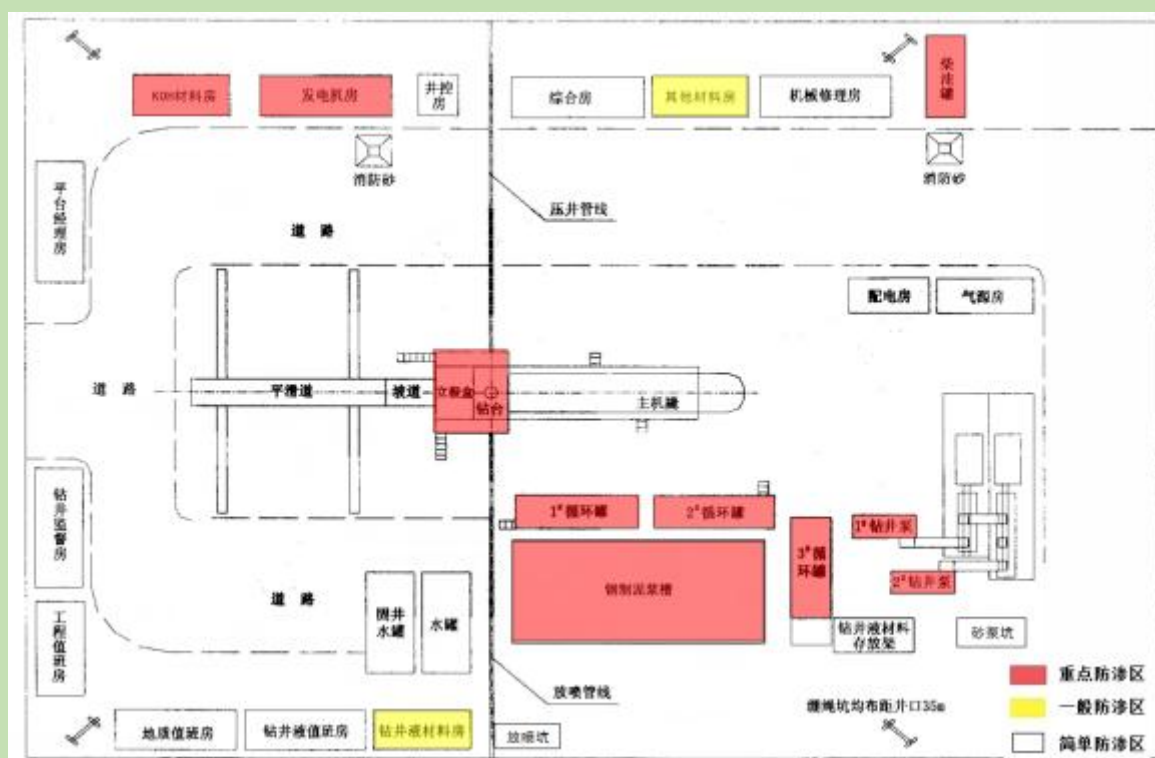 KOH材料房
发电机房
井控
房
综合房
其他材料房
机械修理房
柴油罐
消防砂
消防砂
平台经理房
压井管线
道 路
配电房
气源房
道 路
平滑道
坡道
立根盒
钻台
主机罐
钻井监督房
1#循环罐
2#循环罐
3#循
环罐
1#钻井泵
2#钻井泵
钢制泥浆槽
道 路
固井
水罐
水罐
工程值班房
钻井液材料
存放架
砂泵坑
重点防渗区
放喷管线
绷绳坑均布距井口35m
一般防渗区
地质值班房
钻井液值班房
钻井液材料房
放喷坑
简单防渗区